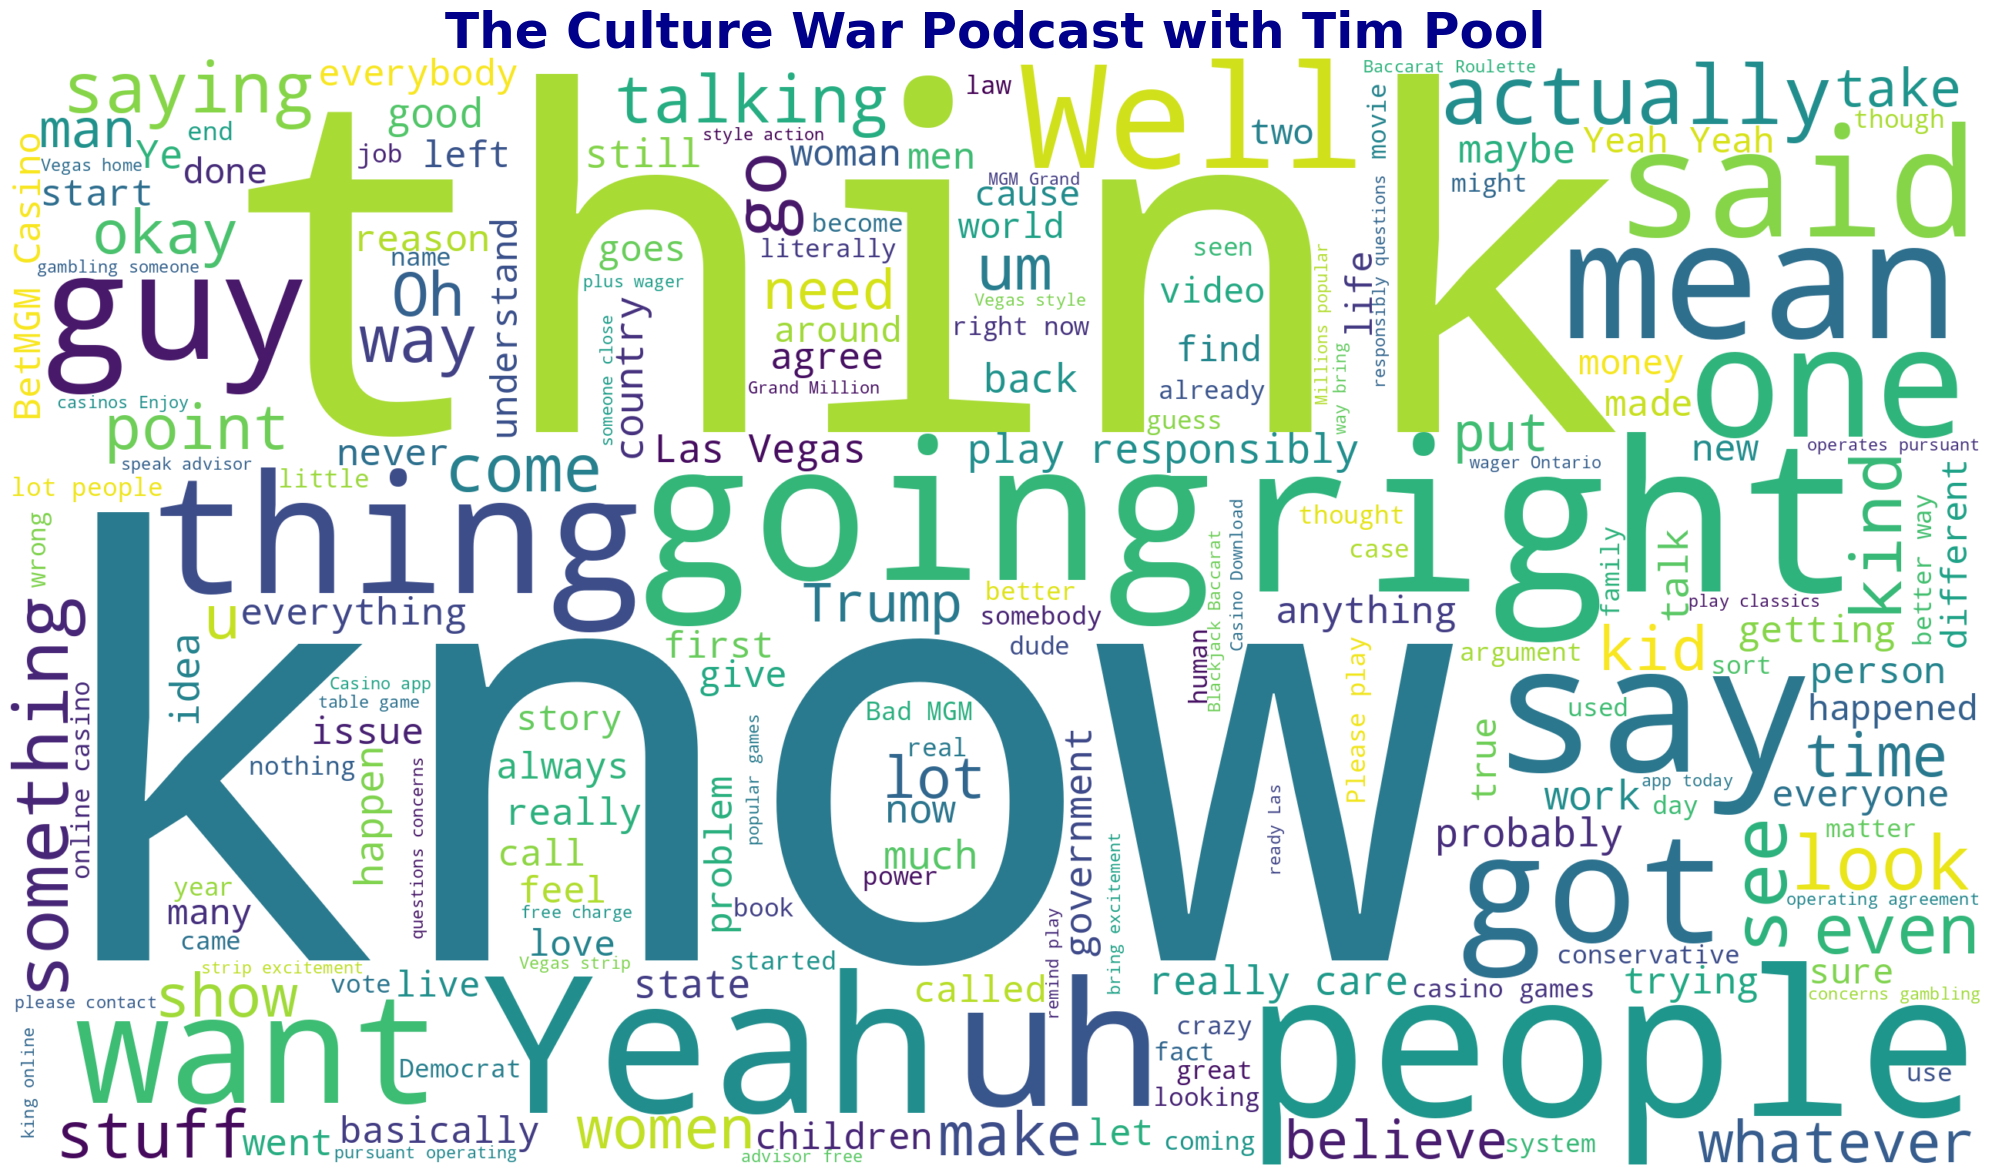 The Culture War Podcast with Tim Pool
saying
everybody
talking
law
Well
Baccarat Roulette
actually
take
man
end
good
style action
two
movie
though
Vegas home
Ye
job
left
still
woman
men
Yeah Yeah
said
start
done
think
go
MGM Grand
cause
maybe
might
BetMGM Casino
okay
reason
goes
become
world
seen
mean
gambling someone
name
understand
literally
um
guy
Oh
plus wager
need
Vegas style
video
Millions popular
life
responsibly questions
way
someone close
country
around
right now
find
money
one
agree
back
already
way bring
casinos Enjoy
Grand Million
guess
made
point
never
Las Vegas
play responsibly
put
new
operates pursuant
speak advisor
little
come
wager Ontario
lot people
thing
going
right
kind
different
wrong
thought
case
better way
something
u
everything
Trump
better
somebody
Blackjack Baccarat
Casino Download
anything
family
talk
play classics
know
idea
first
dude
human
argument
kid
getting
sort
Casino app
give
say
person
online casino
table game
issue
story
Bad MGM
Please play
used
happened
nothing
happen
always
popular games
real
lot
government
true
time
app today
questions concerns
really
problem
now
ready Las
work
day
everyone
call
much
probably
matter
year
feel
power
got
see
look
many
free charge
book
bring excitement
operating agreement
came
love
remind play
even
conservative
strip excitement
Vegas strip
started
please contact
show
vote
live
state
called
really care
casino games
trying
sure
concerns gambling
want
Yeah
uh
people
crazy
king online
Democrat
fact
great
use
looking
stuff
went
basically
women
children
make
let
coming
believe
system
whatever
pursuant operating
advisor free